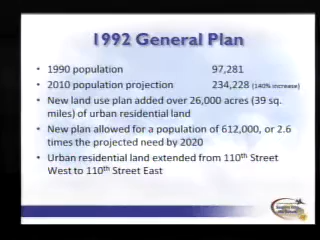 1992 General Plan
• 1990 population 97,281
• 2010 population projection 234,228 (140% increase)
• New land use plan added over 26,000 acres (39 sq.
miles) of urban residential land
• New plan allowed for a population of 612,000, or 2.6
times the projected need by 2020
• Urban residential land extended from 110th Street
West to 110th Street East